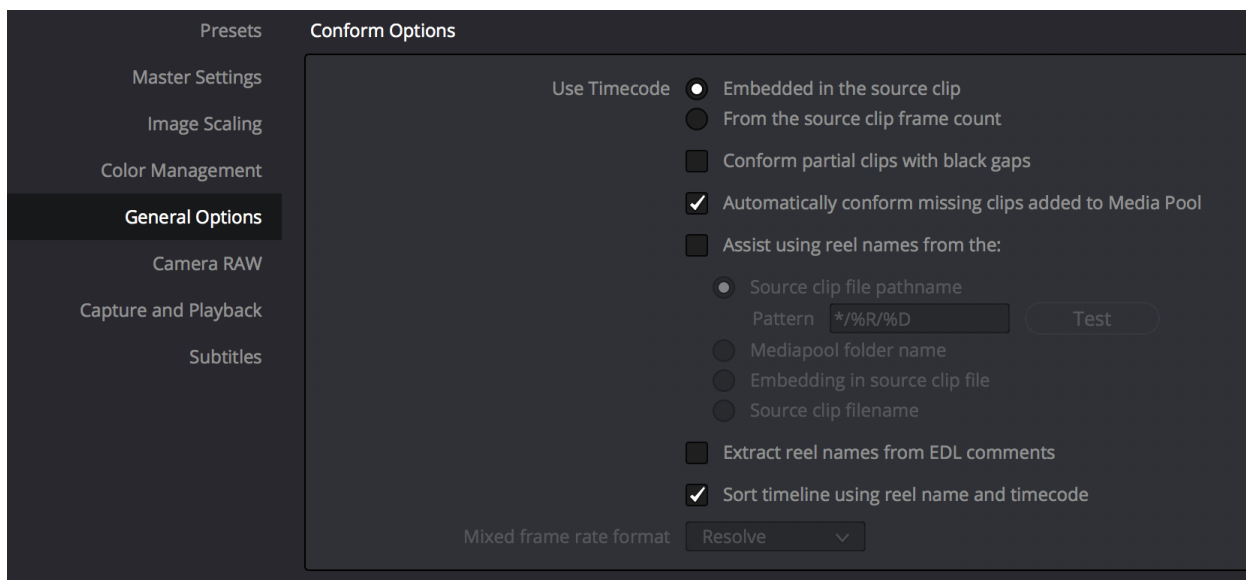 Presets
Master Settings
Image Scaling
Color Management
General Options
Camera RAW
Capture and Playback
Subtitles
Conform Options
Use Timecode Embedded in the source clip
From the source clip frame count
Conform partial clips with black gaps
Automatically conform missing clips added to Media Pool
Assist using reel names from the:
Source clip file pathname
Pattern */%R/%D Test
Mediapool folder name
Embedding in source clip file
Source clip filename
Extract reel names from EDL comments
Sort timeline using reel name and timecode
Mixed frame rate format Resolve